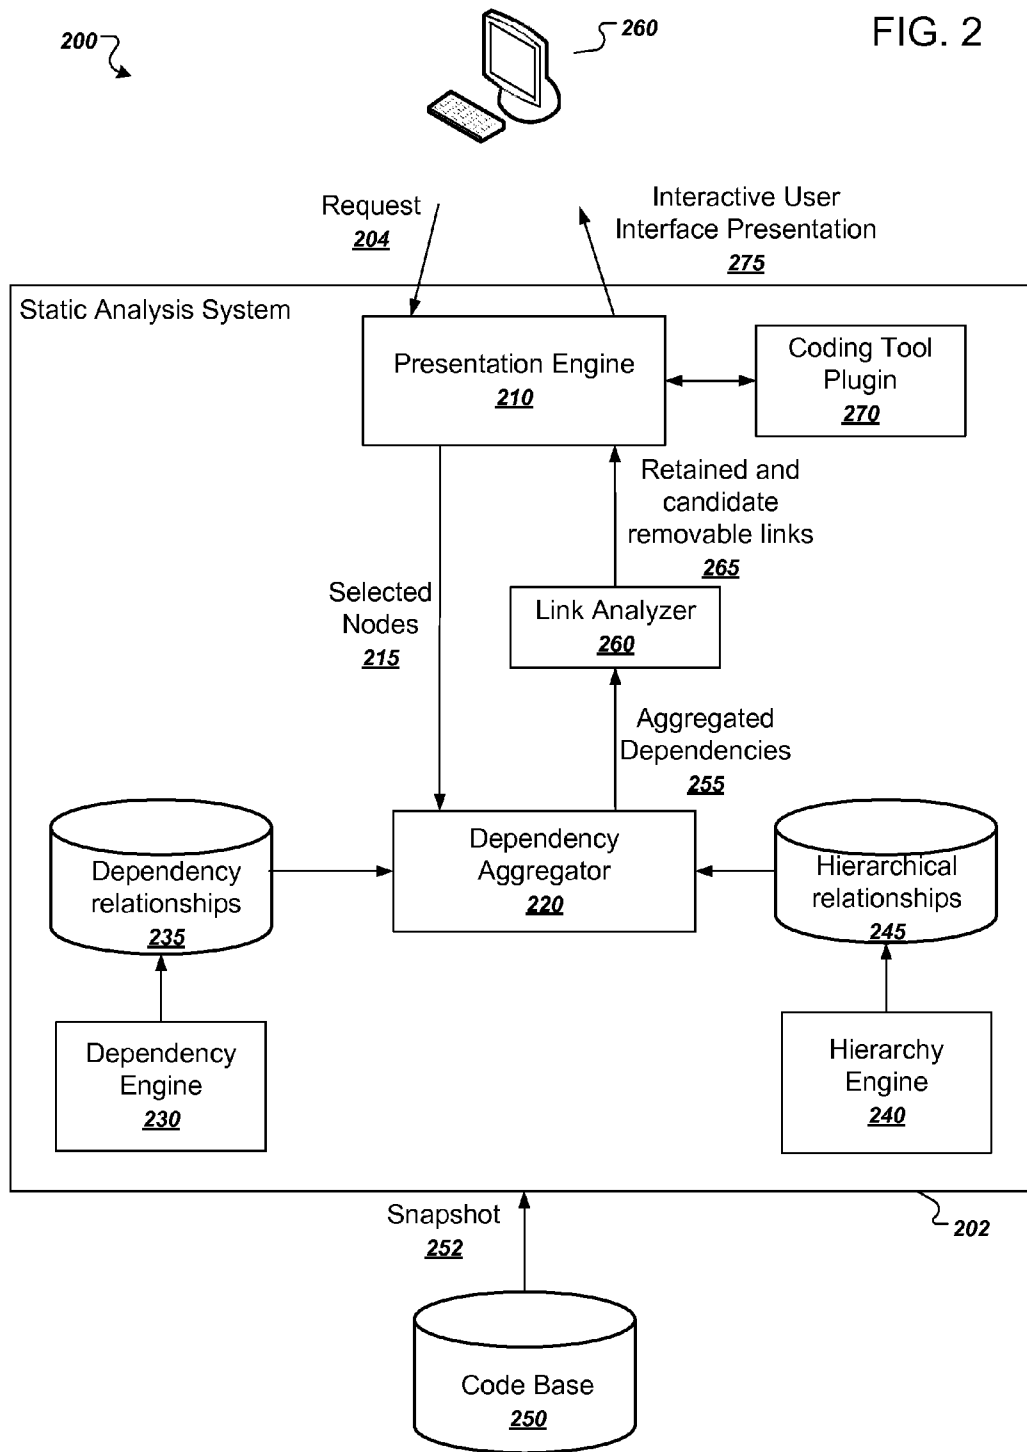 FIG. 2
200
260
Request
204
Interactive User
Interface Presentation
275
Static Analysis System
Presentation Engine
210
Coding Tool
Plugin
270
Retained and
candidate
removable links
265
Selected
Nodes
215
Link Analyzer
260
Aggregated
Dependencies
255
Dependency
relationships
235
Dependency
Aggregator
220
Hierarchical
relationships
245
Dependency
Engine
230
Hierarchy
Engine
240
Snapshot
252
202
Code Base
250